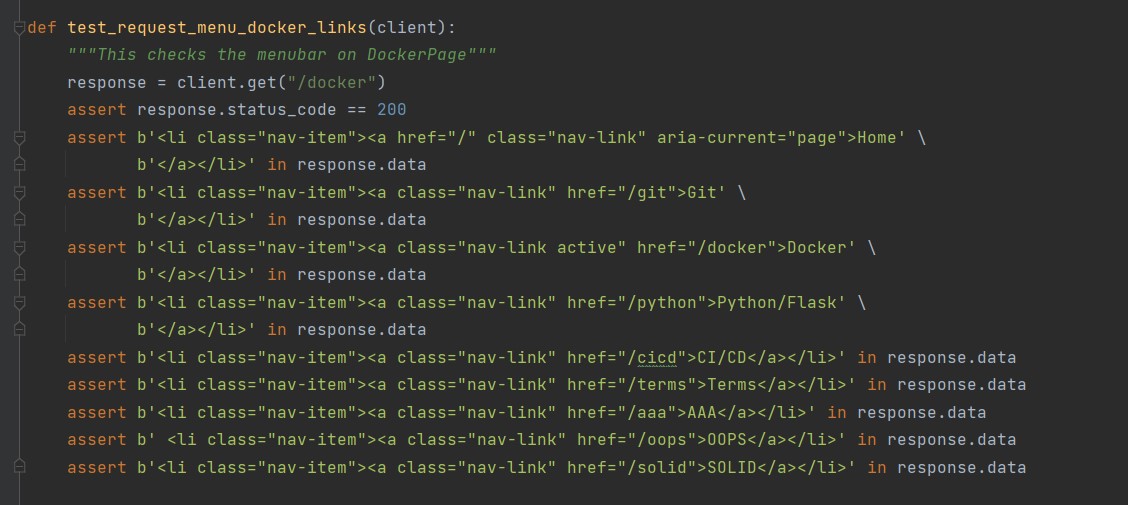 def test_request_menu_docker_links(client):
    """This checks the menubar on DockerPage"""
    response = client.get("/docker")
    assert response.status_code == 200
    assert b'<li class="nav-item"><a href="/" class="nav-link" aria-current="page">Home' \
           b'</a></li>' in response.data
    assert b'<li class="nav-item"><a class="nav-link" href="/git">Git' \
           b'</a></li>' in response.data
    assert b'<li class="nav-item"><a class="nav-link active" href="/docker">Docker' \
           b'</a></li>' in response.data
    assert b'<li class="nav-item"><a class="nav-link" href="/python">Python/Flask' \
           b'</a></li>' in response.data
    assert b'<li class="nav-item"><a class="nav-link" href="/cicd">CI/CD</a></li>' in response.data
    assert b'<li class="nav-item"><a class="nav-link" href="/terms">Terms</a></li>' in response.data
    assert b'<li class="nav-item"><a class="nav-link" href="/aaa">AAA</a></li>' in response.data
    assert b' <li class="nav-item"><a class="nav-link" href="/oops">OOPS</a></li>' in response.data
    assert b'<li class="nav-item"><a class="nav-link" href="/solid">SOLID</a></li>' in response.data